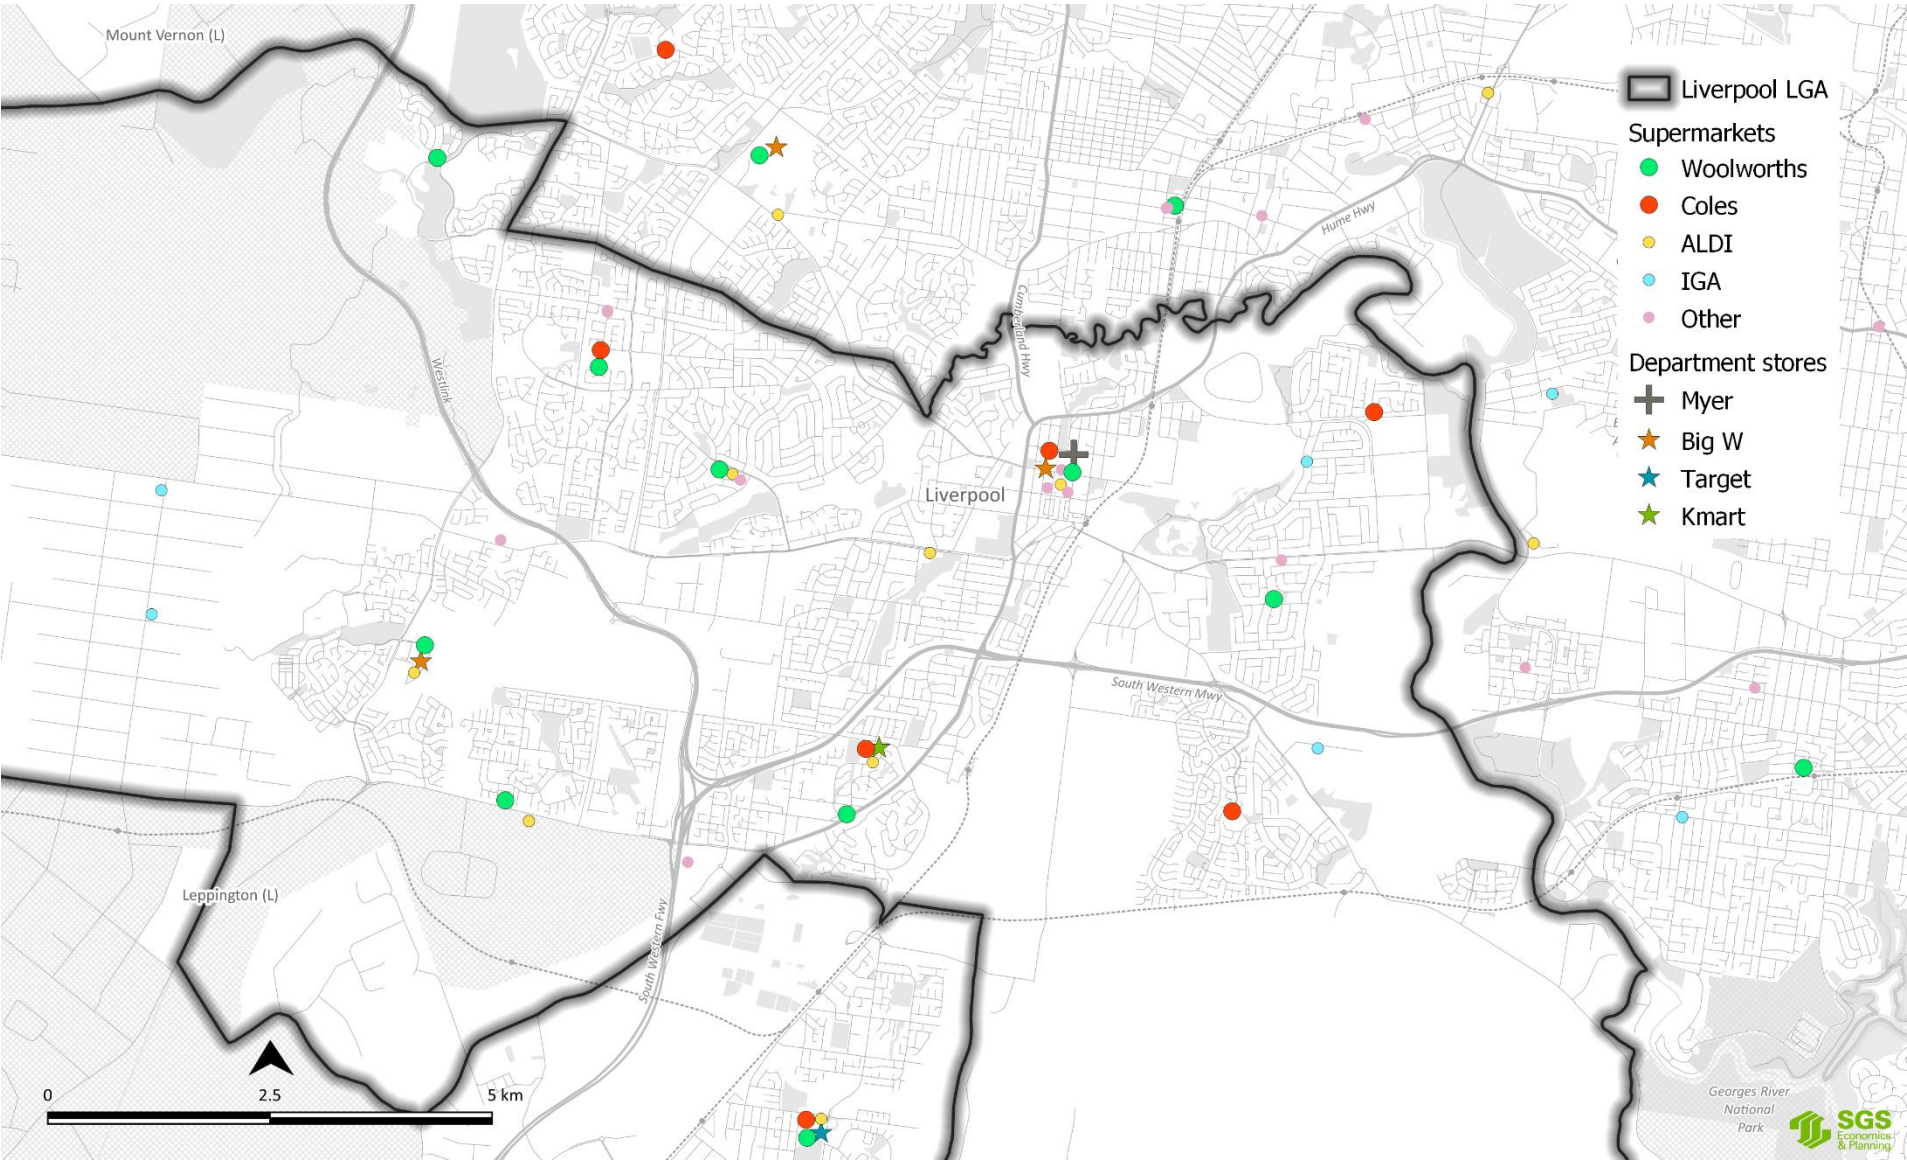 Mount Vernon (L)
Liverpool LGA
Supermarkets
Woolworths
Coles
ALDI
IGA
Other
Department stores
Myer
Big W
Target
Kmart
Hume Hwy
Cumberland Hwy
Westlink
Liverpool
South Western Mwy
Leppington (L)
South Western Fwy
0 2.5 5 km
Georges River
National
Park
SGS
Economics
& Planning